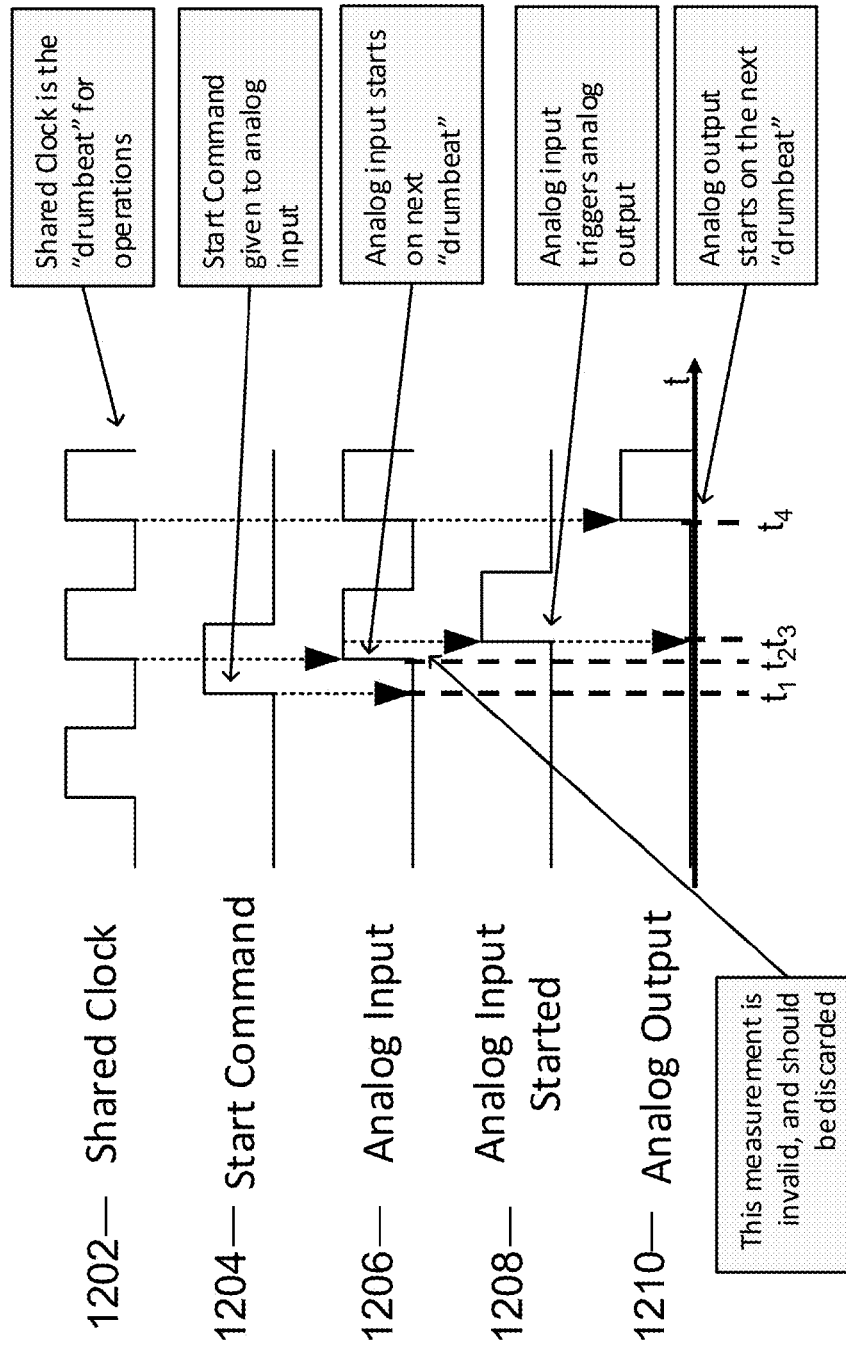 1202— Shared Clock
1204— Start Command
1206— Analog Input
1208— Analog Input
Started
1210— Analog Output
Shared Clock is the
“drumbeat” for
operations
Start Command
given to analog
input
Analog input starts
on next
“drumbeat”
Analog input
triggers analog
output
Analog output
starts on the next
“drumbeat”
This measurement is
invalid, and should
be discarded
t
t₁ t₂ t₃ t₄